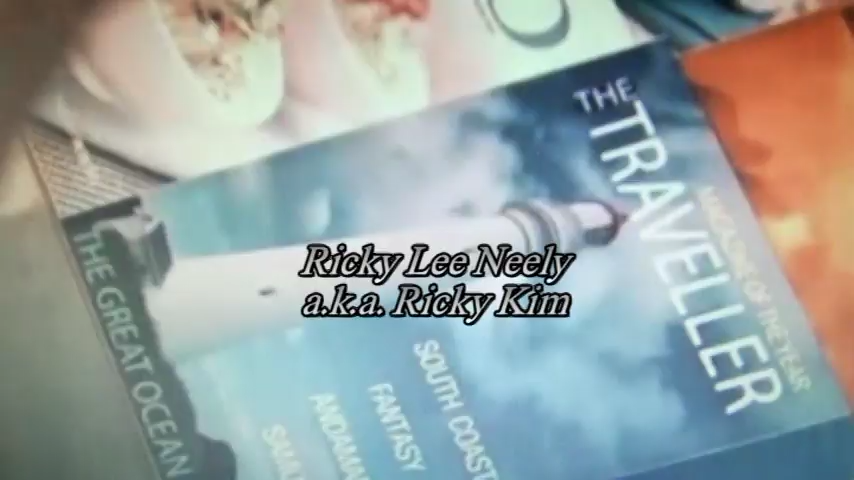 THE
TRAVELLER
MAGAZINE OF THE YEAR
Ricky Lee Neely
a.k.a. Ricky Kim
THE GREAT OCEAN
SOUTH COAST
FANTASY